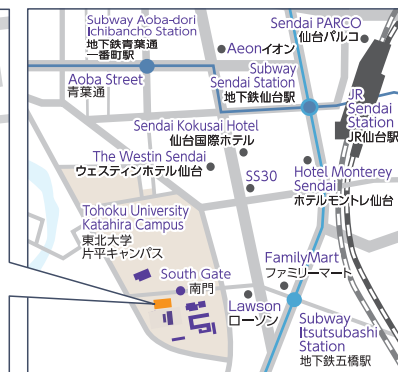 Subway Aoba-dori
Ichibancho Station
地下鉄青葉通
一番町駅
Sendai PARCO
仙台パルコ
Aeonイオン
Aoba Street
青葉通
Subway
Sendai Station
地下鉄仙台駅
JR
Sendai
Station
JR仙台駅
Sendai Kokusai Hotel
仙台国際ホテル
The Westin Sendai
ウェスティンホテル仙台
SS30
Hotel Monterey
Sendai
ホテルモントレ仙台
Tohoku University
Katahira Campus
東北大学
片平キャンパス
South Gate
南門
FamilyMart
ファミリーマート
Lawson
ローソン
Subway
Itsutsubashi
Station
地下鉄五橋駅